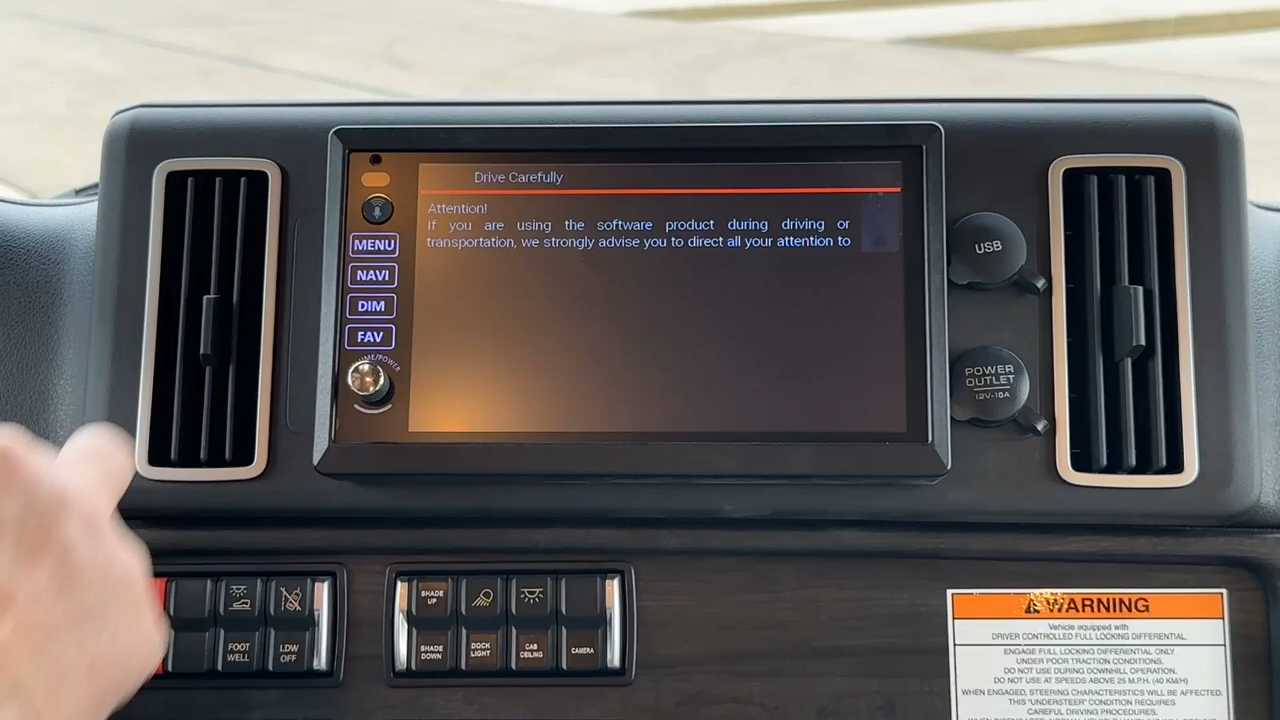 Drive Carefully
Attention!
If you are using the software product during driving or
transportation, we strongly advise you to direct all your attention to
MENU
NAVI
DIM
FAV
VOLUME/POWER
USB
POWER
OUTLET
12V-10A
FOOT
WELL
LDW
OFF
SHADE
UP
SHADE
DOWN
DOCK
LIGHT
CAB
CEILING
CAMERA
WARNING
Vehicle equipped with
DRIVER CONTROLLED FULL LOCKING DIFFERENTIAL.
ENGAGE FULL LOCKING DIFFERENTIAL ONLY
UNDER POOR TRACTION CONDITIONS.
DO NOT USE DURING DOWNHILL OPERATION.
DO NOT USE AT SPEEDS ABOVE 25 M.P.H. (40 KM/H)
WHEN ENGAGED, STEERING CHARACTERISTICS WILL BE AFFECTED.
THIS "UNDERSTEER" CONDITION REQUIRES
CAREFUL DRIVING PROCEDURES.